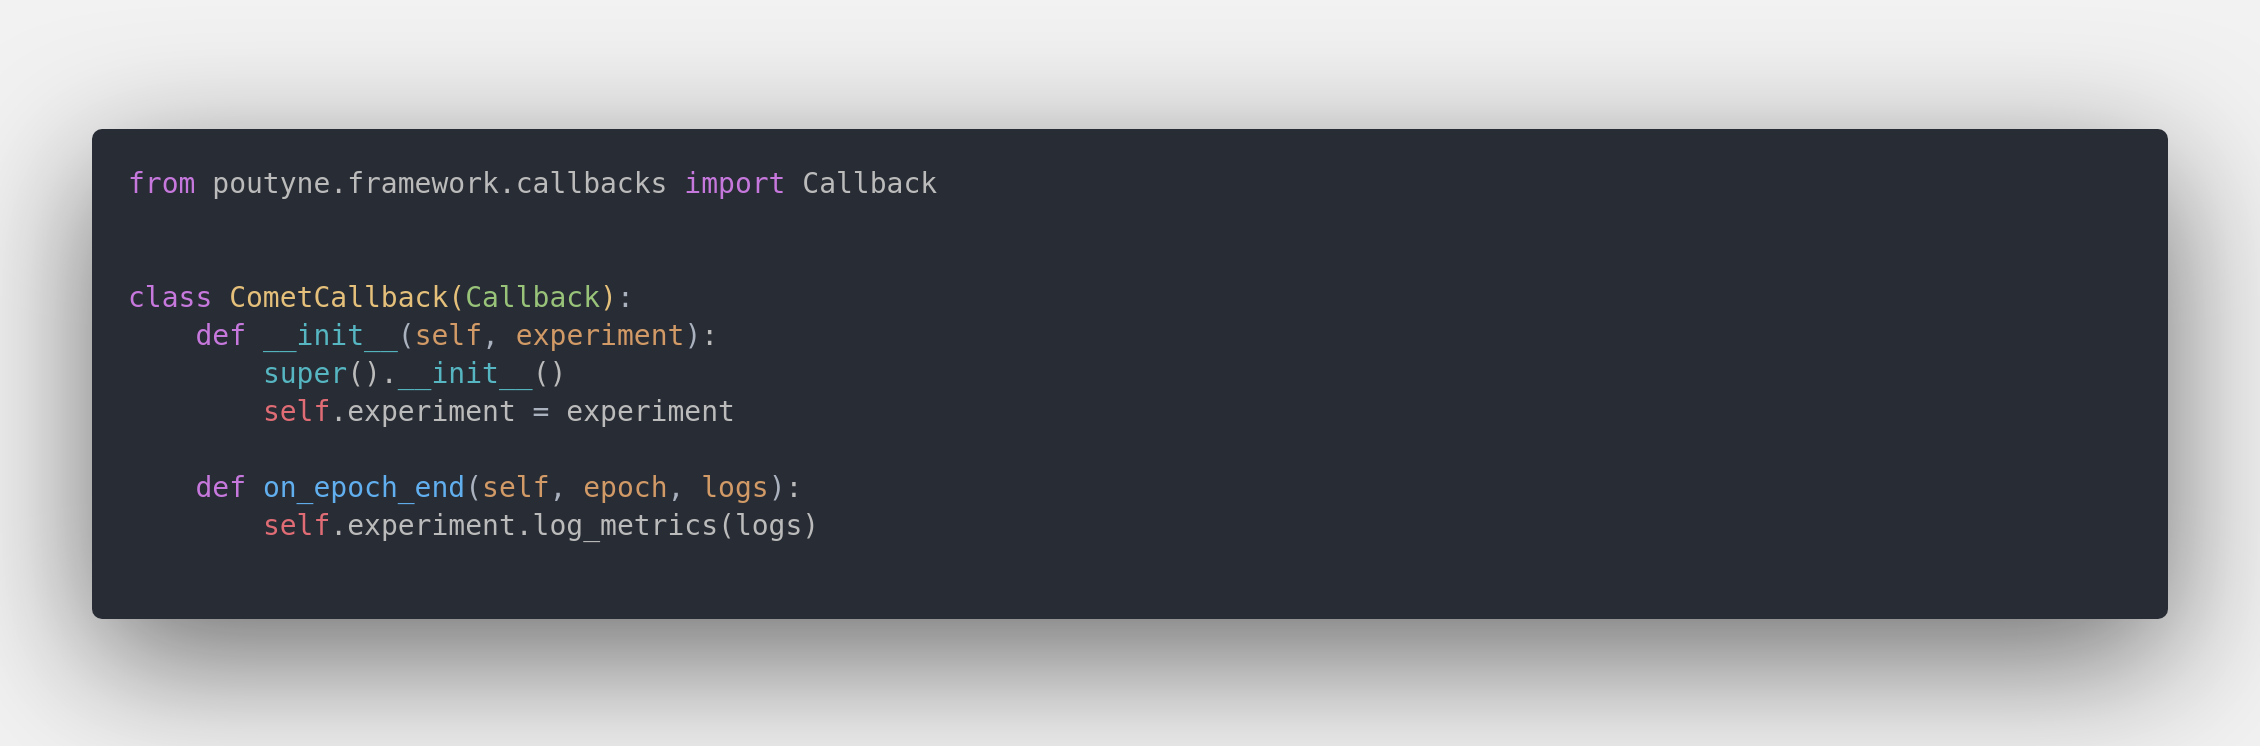 from poutyne.framework.callbacks import Callback
class CometCallback(Callback):
    def __init__(self, experiment):
        super().__init__()
        self.experiment = experiment
    def on_epoch_end(self, epoch, logs):
        self.experiment.log_metrics(logs)